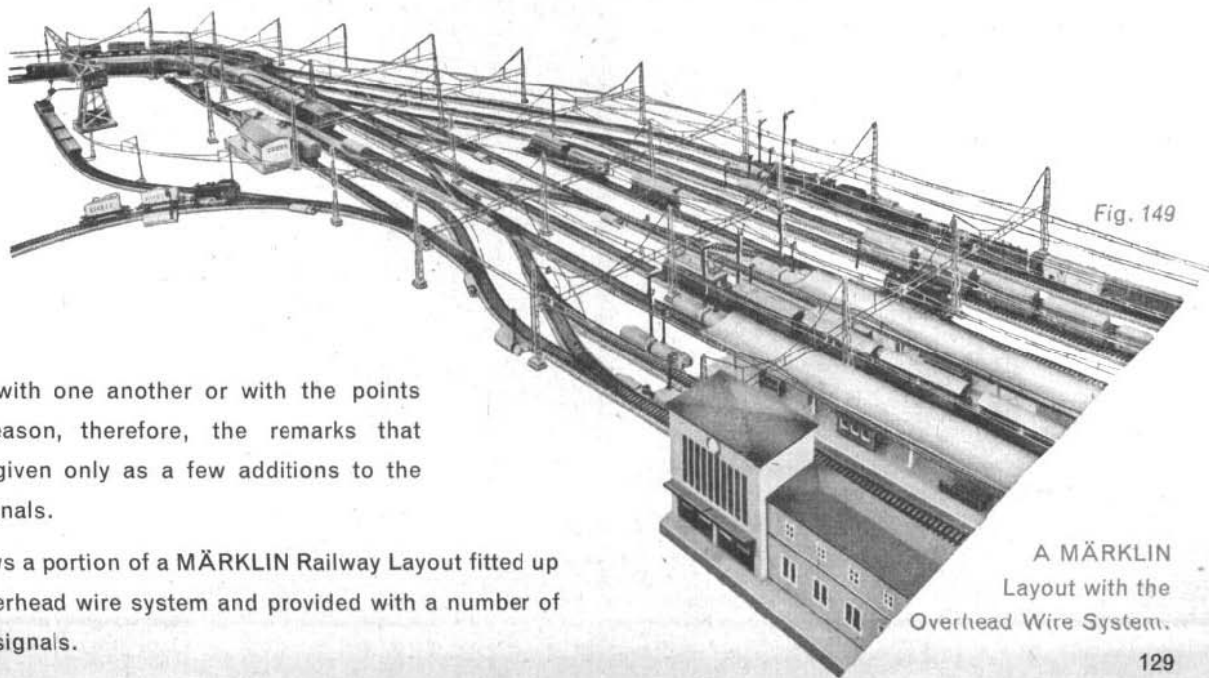 Fig. 149
with one another or with the points
eason, therefore, the remarks that
given only as a few additions to the
nals.
s a portion of a MÄRKLIN Railway Layout fitted up
erhead wire system and provided with a number of
signals.
A MÄRKLIN
Layout with the
Overhead Wire System.
129